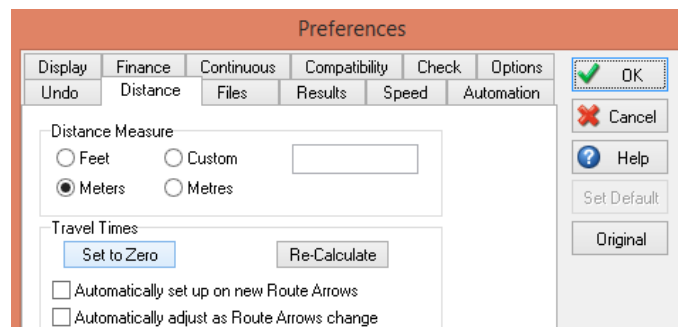 Preferences
Display Finance Continuous Compatibility Check Options
Undo Distance Files Results Speed Automation
OK
Cancel
Help
Set Default
Original
Distance Measure
Feet Custom
Meters Metres
Travel Times
Set to Zero Re-Calculate
Automatically set up on new Route Arrows
Automatically adjust as Route Arrows change